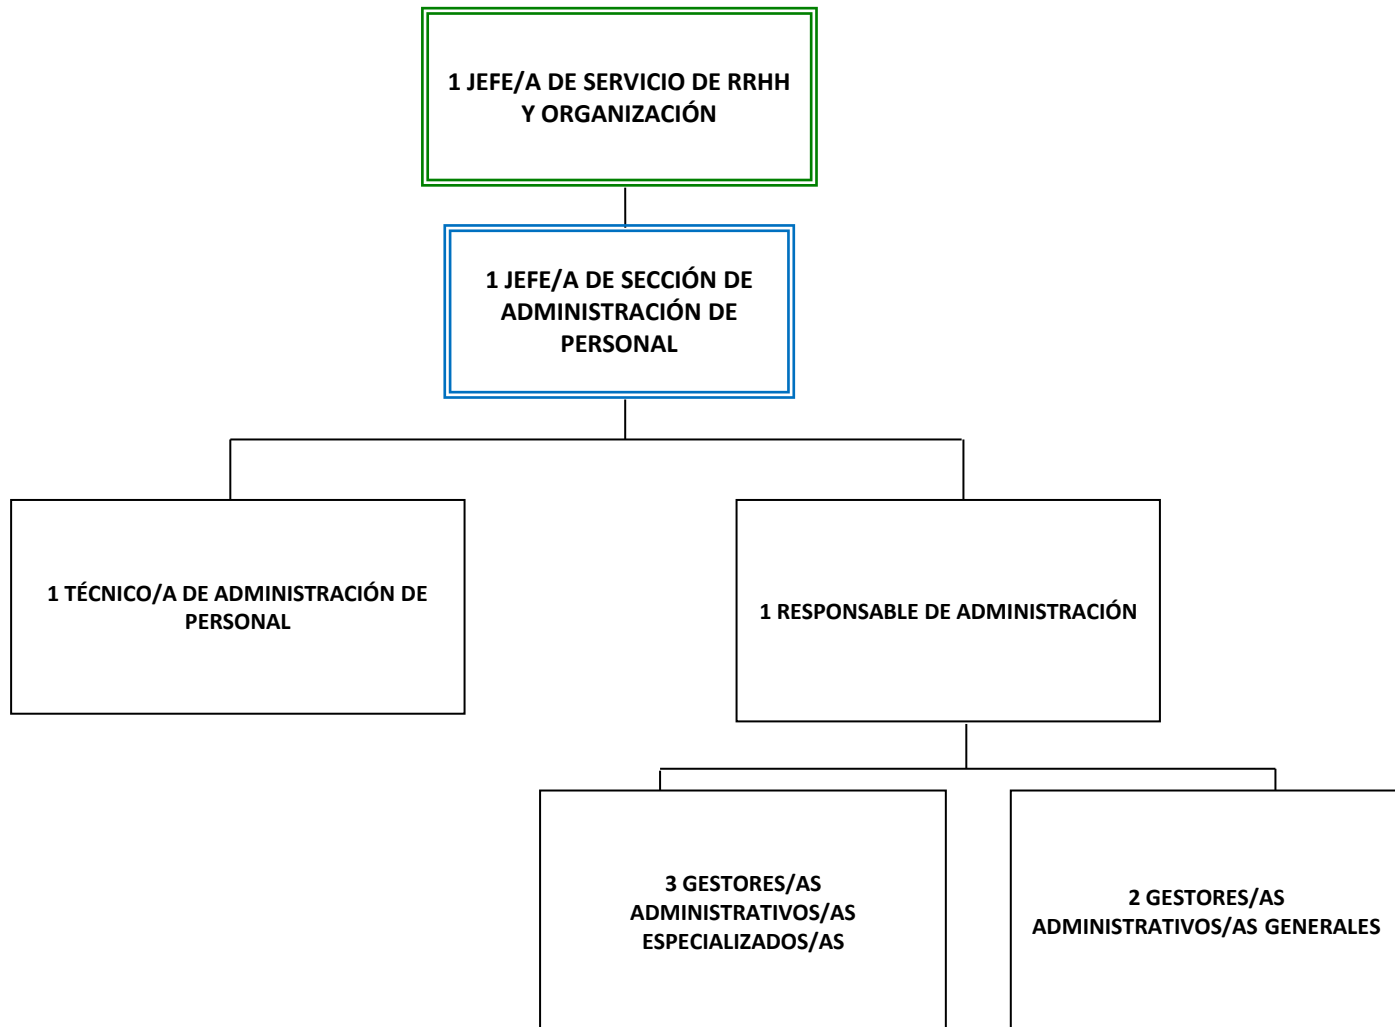 1 JEFE/A DE SERVICIO DE RRHH
Y ORGANIZACIÓN
1 JEFE/A DE SECCIÓN DE
ADMINISTRACIÓN DE
PERSONAL
1 TÉCNICO/A DE ADMINISTRACIÓN DE
PERSONAL
1 RESPONSABLE DE ADMINISTRACIÓN
3 GESTORES/AS
ADMINISTRATIVOS/AS
ESPECIALIZADOS/AS
2 GESTORES/AS
ADMINISTRATIVOS/AS GENERALES